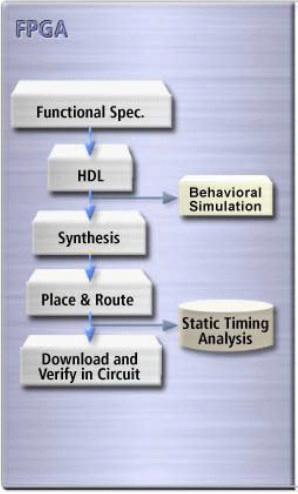 FPGA
Functional Spec.
HDL
Behavioral
Simulation
Synthesis
Place & Route
Static Timing
Analysis
Download and
Verify in Circuit